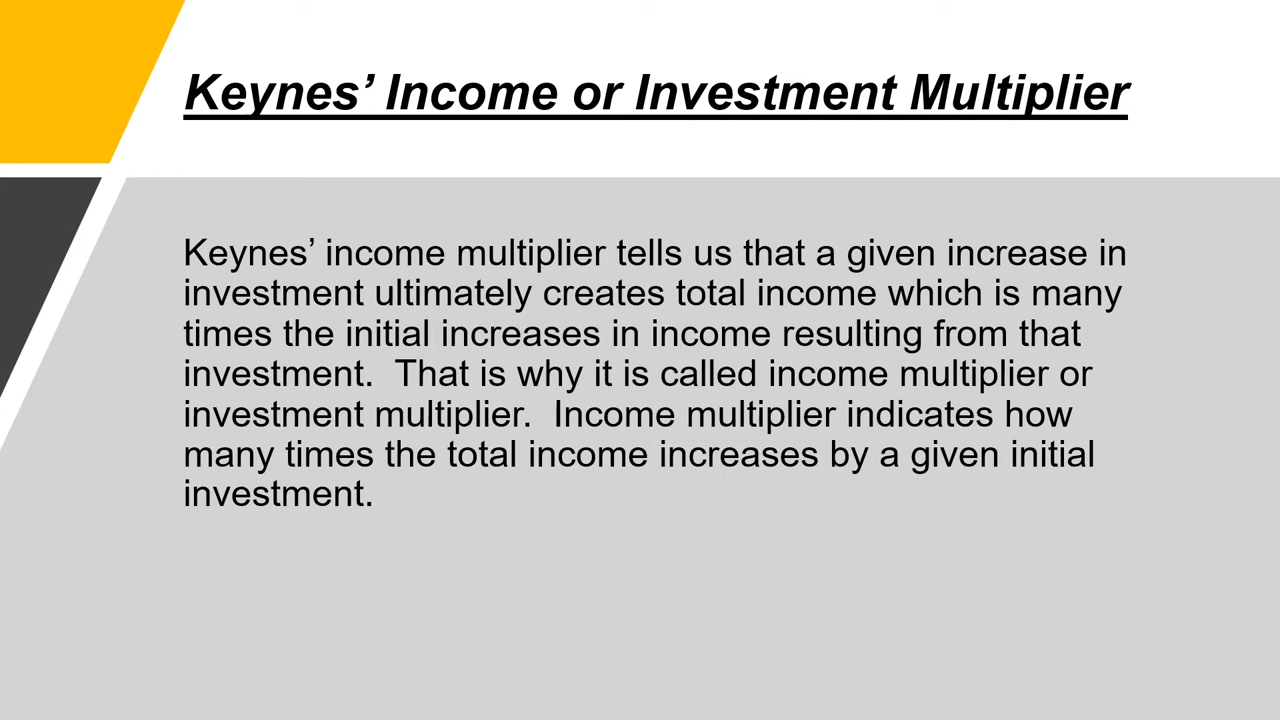 Keynes’ Income or Investment Multiplier
Keynes’ income multiplier tells us that a given increase in
investment ultimately creates total income which is many
times the initial increases in income resulting from that
investment.  That is why it is called income multiplier or
investment multiplier.  Income multiplier indicates how
many times the total income increases by a given initial
investment.